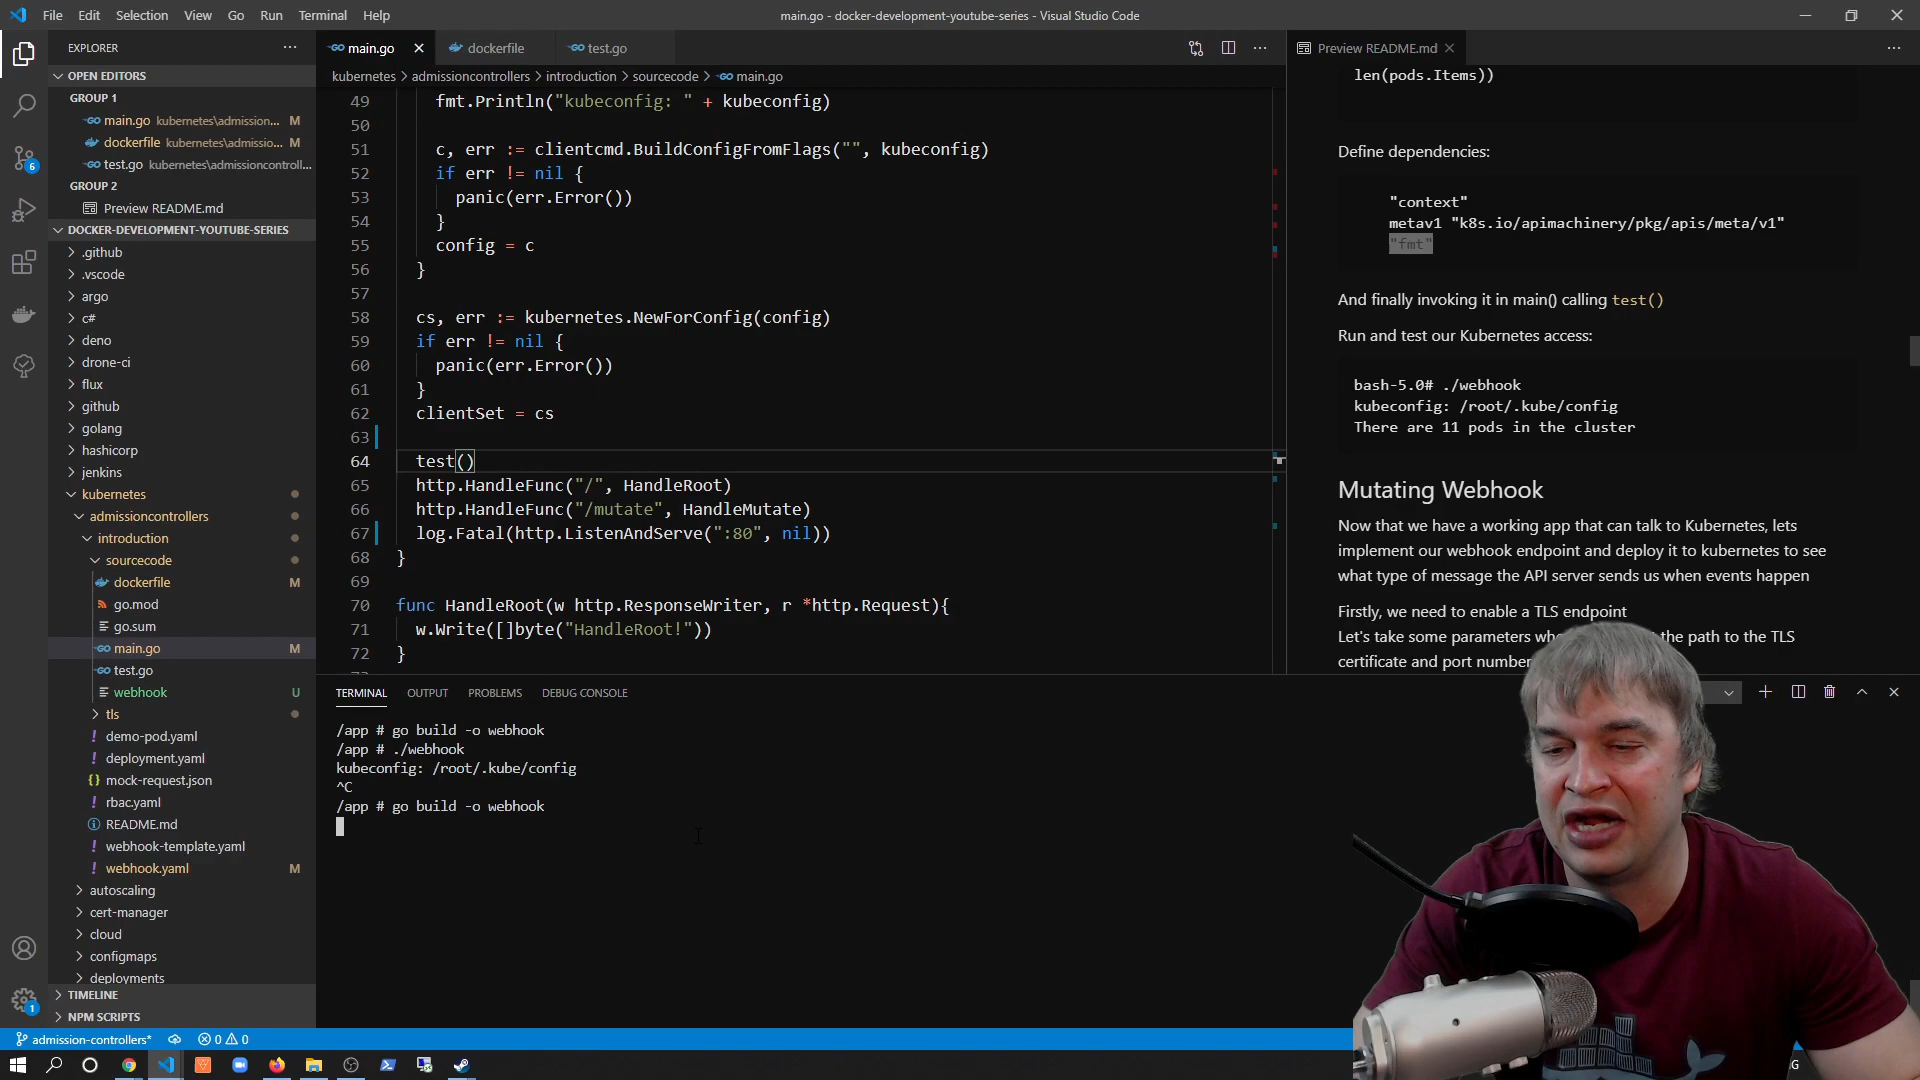 File Edit Selection View Go Run Terminal Help
main.go - docker-development-youtube-series - Visual Studio Code
EXPLORER
OPEN EDITORS
GROUP 1
main.go kubernetes\admission... M
dockerfile kubernetes\admissio... M
test.go kubernetes\admissioncontroll...
GROUP 2
Preview README.md
DOCKER-DEVELOPMENT-YOUTUBE-SERIES
.github
.vscode
argo
c#
deno
drone-ci
flux
github
golang
hashicorp
jenkins
kubernetes
admissioncontrollers
introduction
sourcecode
dockerfile M
go.mod
go.sum
main.go M
test.go
webhook U
tls
demo-pod.yaml
deployment.yaml
mock-request.json
rbac.yaml
README.md
webhook-template.yaml
webhook.yaml M
autoscaling
cert-manager
cloud
configmaps
deployments
TIMELINE
NPM SCRIPTS
6
1
main.go
dockerfile
test.go
kubernetes > admissioncontrollers > introduction > sourcecode > main.go
49 fmt.Println("kubeconfig: " + kubeconfig)
50
51 c, err := clientcmd.BuildConfigFromFlags("", kubeconfig)
52 if err != nil {
53 panic(err.Error())
54 }
55 config = c
56 }
57
58 cs, err := kubernetes.NewForConfig(config)
59 if err != nil {
60 panic(err.Error())
61 }
62 clientSet = cs
63
64 test()
65 http.HandleFunc("/", HandleRoot)
66 http.HandleFunc("/mutate", HandleMutate)
67 log.Fatal(http.ListenAndServe(":80", nil))
68 }
69
70 func HandleRoot(w http.ResponseWriter, r *http.Request){
71 w.Write([]byte("HandleRoot!"))
72 }
Preview README.md
len(pods.Items))
Define dependencies:
"context"
metav1 "k8s.io/apimachinery/pkg/apis/meta/v1"
"fmt"
And finally invoking it in main() calling test()
Run and test our Kubernetes access:
bash-5.0# ./webhook
kubeconfig: /root/.kube/config
There are 11 pods in the cluster
Mutating Webhook
Now that we have a working app that can talk to Kubernetes, lets
implement our webhook endpoint and deploy it to kubernetes to see
what type of message the API server sends us when events happen
Firstly, we need to enable a TLS endpoint
Let's take some parameters the path to the TLS
certificate and port number
TERMINAL OUTPUT PROBLEMS DEBUG CONSOLE
/app # go build -o webhook
/app # ./webhook
kubeconfig: /root/.kube/config
^C
/app # go build -o webhook
admission-controllers* 0 0